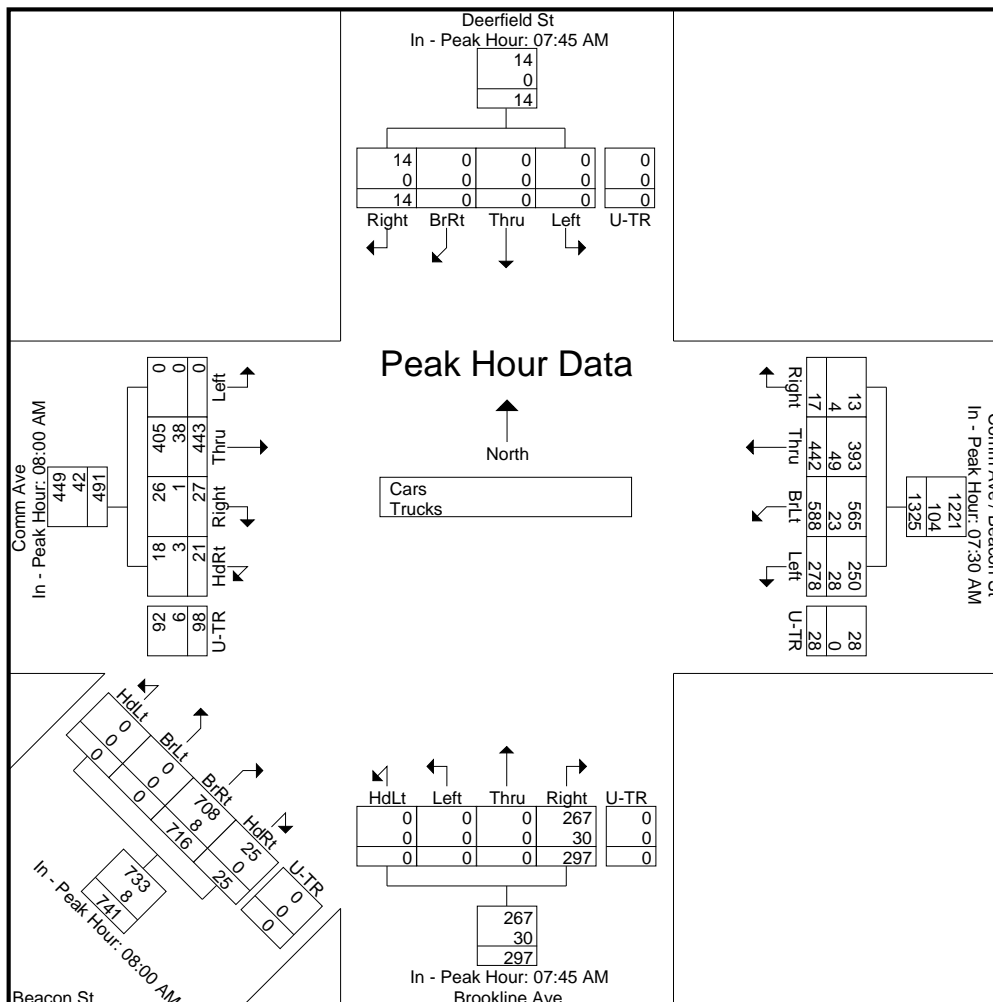 Deerfield St
In - Peak Hour: 07:45 AM
14
0
14
14 0 0 0 0
0 0 0 0 0
14 0 0 0 0
Right BrRt Thru Left U-TR
Peak Hour Data
North
Cars
Trucks
Comm Ave
In - Peak Hour: 08:00 AM
449
42
491
0 0 0 Left
405 38 443 Thru
26 1 27 Right
18 3 21 HdRt
92 6 98 U-TR
Comm Ave / Beacon St
In - Peak Hour: 07:30 AM
1221
104
1325
Right 17 4 13
Thru 442 49 393
BrLt 588 23 565
Left 278 28 250
U-TR 28 0 28
HdLt BrLt BrRt HdRt U-TR
0 0 708 25 0
0 0 8 0 0
0 0 716 25 0
733
8
741
In - Peak Hour: 08:00 AM
Beacon St
HdLt Left Thru Right U-TR
0 0 0 267 0
0 0 0 30 0
0 0 0 297 0
267
30
297
In - Peak Hour: 07:45 AM
Brookline Ave